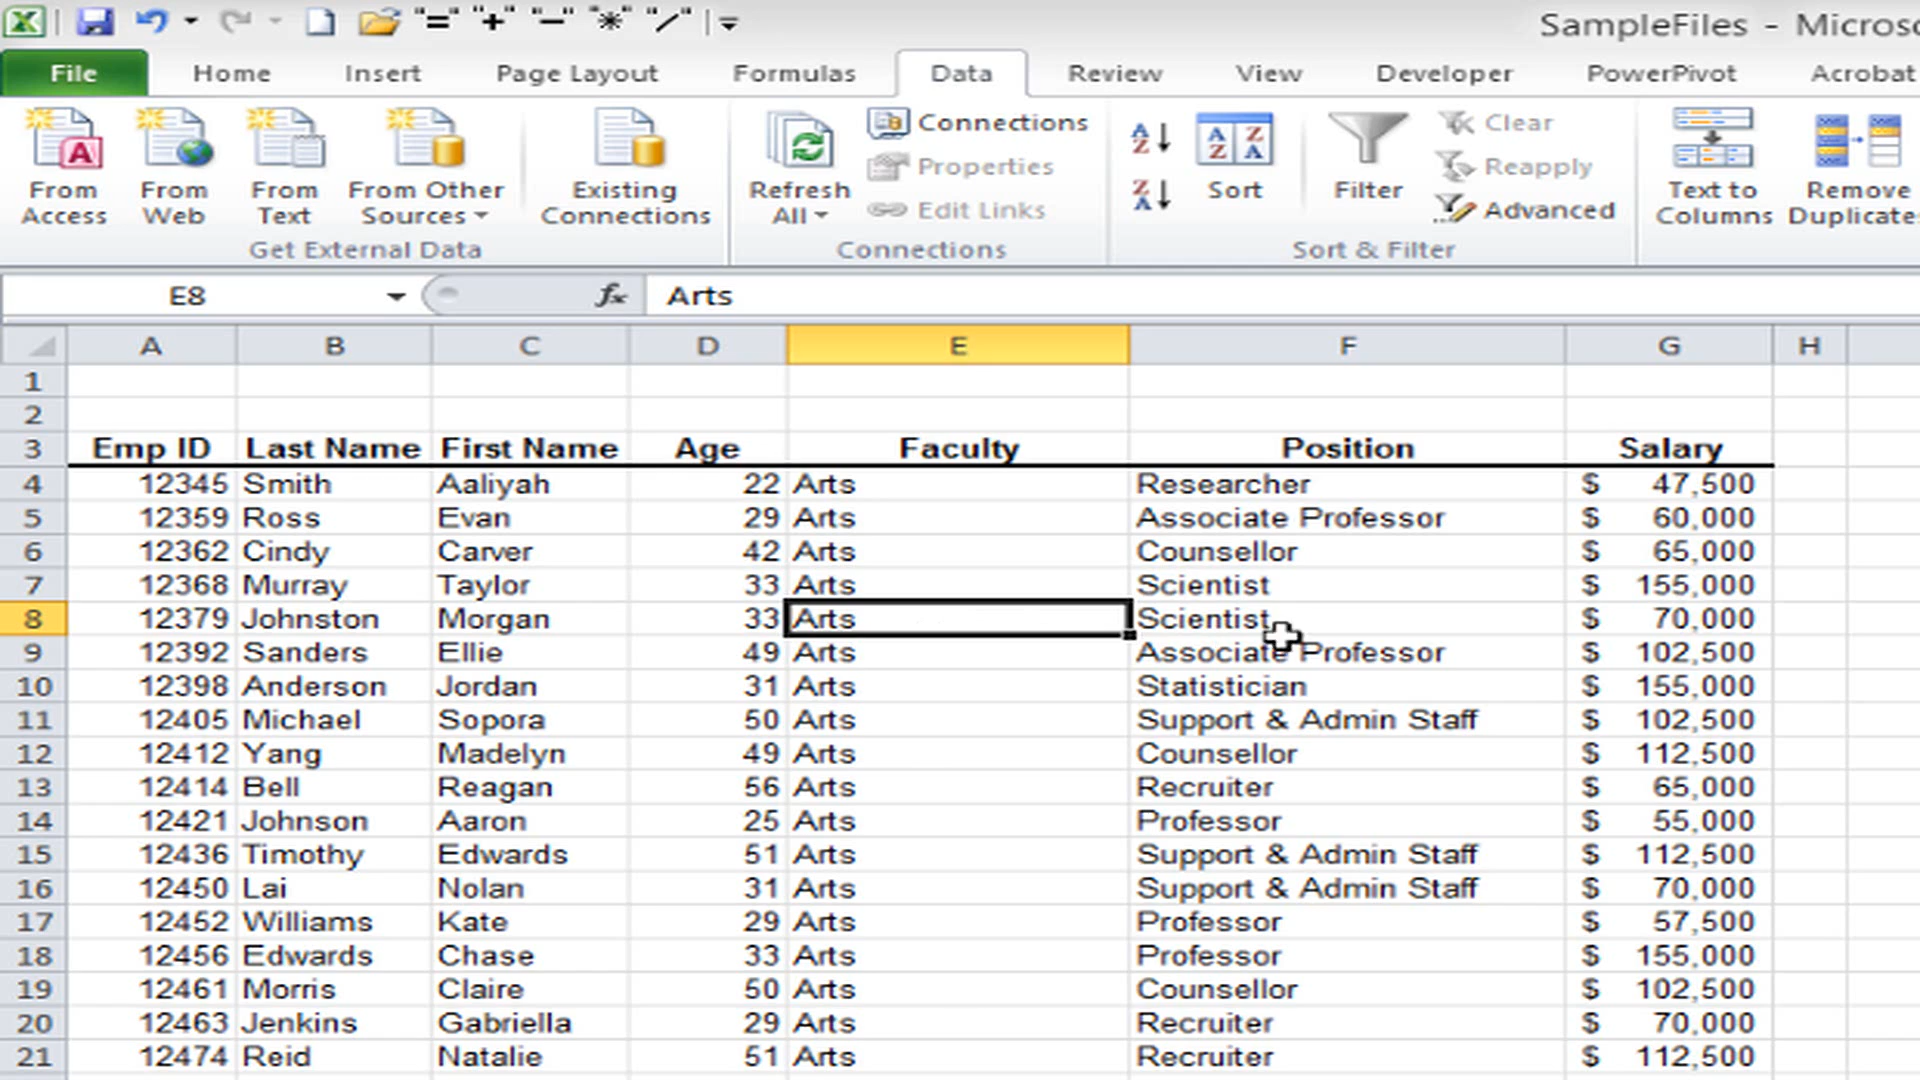 "=" "+" "−" "*" "/"
SampleFiles - Micros
File Home Insert Page Layout Formulas Data Review View Developer PowerPivot Acrobat
From Access From Web From Text From Other Sources Existing Connections Refresh All Connections Properties Edit Links Sort Filter Clear Reapply Advanced Text to Columns Remove Duplicate
Get External Data Connections Sort & Filter
E8 fx Arts
A B C D E F G H
1
2
3 Emp ID Last Name First Name Age Faculty Position Salary
4 12345 Smith Aaliyah 22 Arts Researcher $ 47,500
5 12359 Ross Evan 29 Arts Associate Professor $ 60,000
6 12362 Cindy Carver 42 Arts Counsellor $ 65,000
7 12368 Murray Taylor 33 Arts Scientist $ 155,000
8 12379 Johnston Morgan 33 Arts Scientist $ 70,000
9 12392 Sanders Ellie 49 Arts Associate Professor $ 102,500
10 12398 Anderson Jordan 31 Arts Statistician $ 155,000
11 12405 Michael Sopora 50 Arts Support & Admin Staff $ 102,500
12 12412 Yang Madelyn 49 Arts Counsellor $ 112,500
13 12414 Bell Reagan 56 Arts Recruiter $ 65,000
14 12421 Johnson Aaron 25 Arts Professor $ 55,000
15 12436 Timothy Edwards 51 Arts Support & Admin Staff $ 112,500
16 12450 Lai Nolan 31 Arts Support & Admin Staff $ 70,000
17 12452 Williams Kate 29 Arts Professor $ 57,500
18 12456 Edwards Chase 33 Arts Professor $ 155,000
19 12461 Morris Claire 50 Arts Counsellor $ 102,500
20 12463 Jenkins Gabriella 29 Arts Recruiter $ 70,000
21 12474 Reid Natalie 51 Arts Recruiter $ 112,500